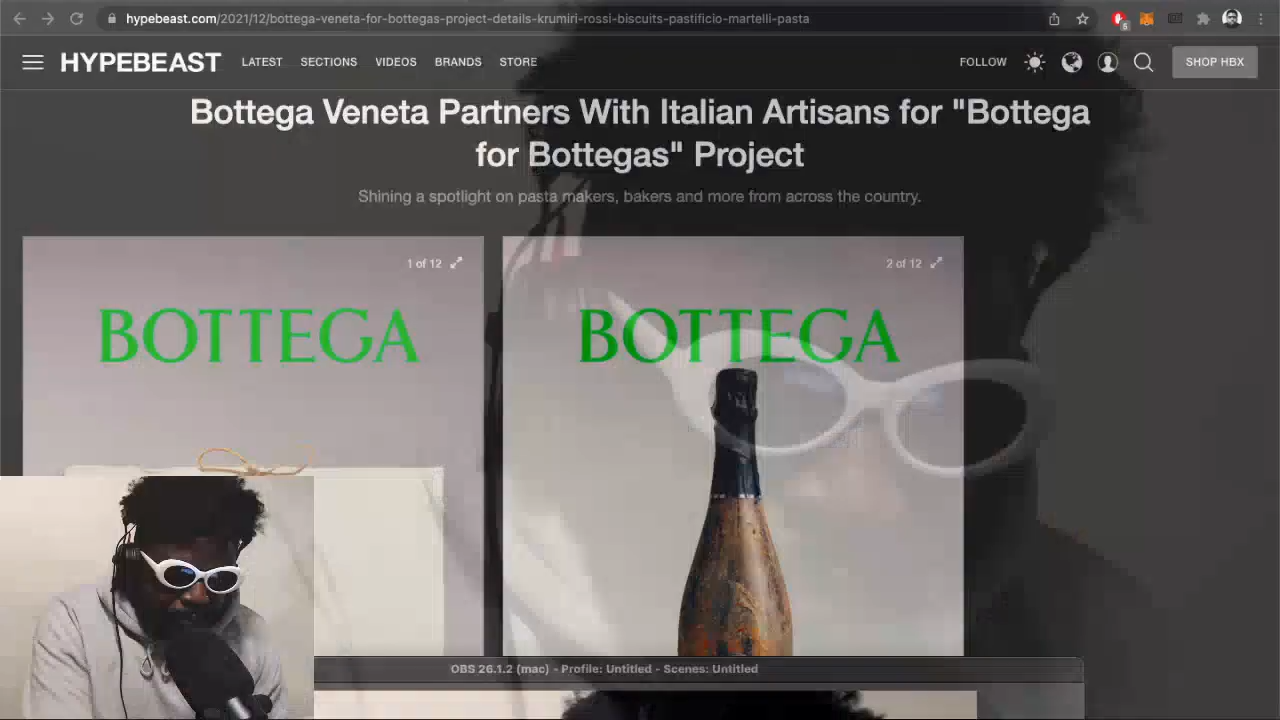 hypebeast.com/2021/12/bottega-veneta-for-bottegas-project-details-krumiri-rossi-biscuits-pastificio-martelli-pasta
6
HYPEBEAST LATEST SECTIONS VIDEOS BRANDS STORE FOLLOW SHOP HBX
Bottega Veneta Partners With Italian Artisans for "Bottega
for Bottegas" Project
Shining a spotlight on pasta makers, bakers and more from across the country.
1 of 12
2 of 12
BOTTEGA
BOTTEGA
OBS 26.1.2 (mac) - Profile: Untitled - Scenes: Untitled